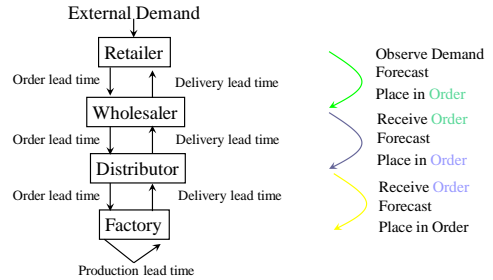 External Demand
Retailer
Order lead time
Delivery lead time
Wholesaler
Order lead time
Delivery lead time
Distributor
Order lead time
Delivery lead time
Factory
Production lead time
Observe Demand
Forecast
Place in Order
Receive Order
Forecast
Place in Order
Receive Order
Forecast
Place in Order